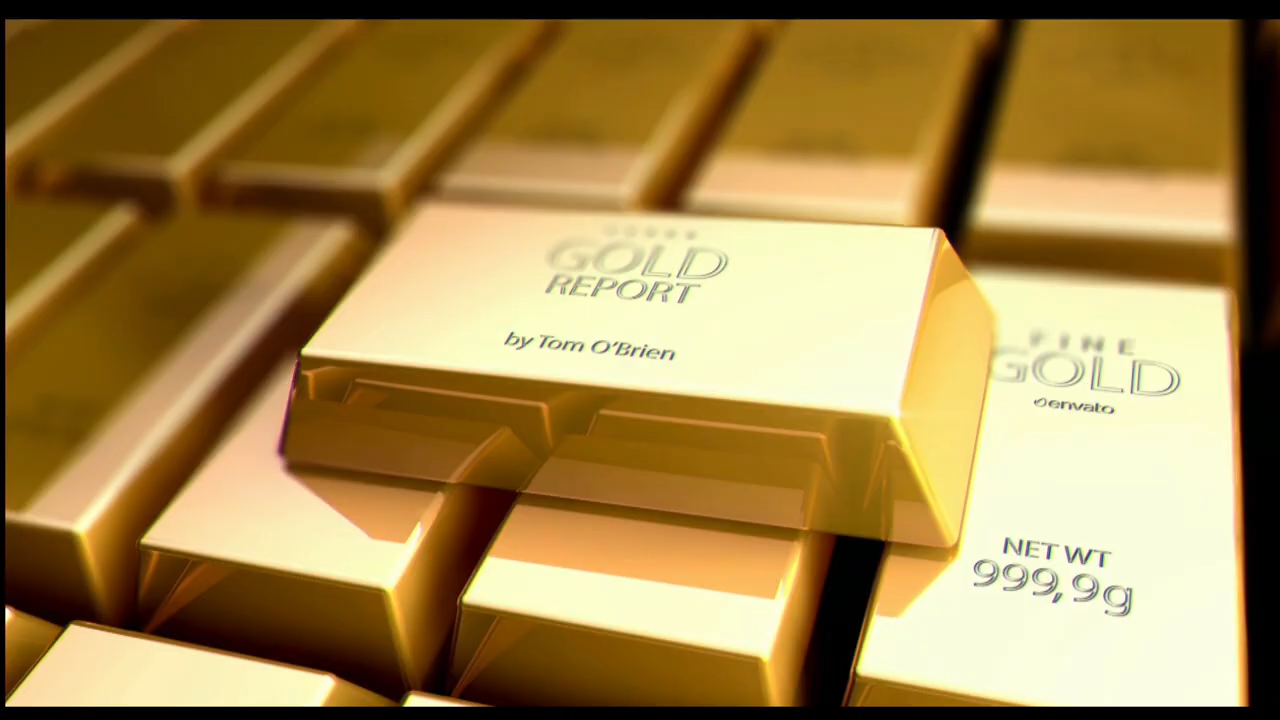 GOLD
REPORT
by Tom O'Brien
FINE
GOLD
envato
NET WT
999,9g